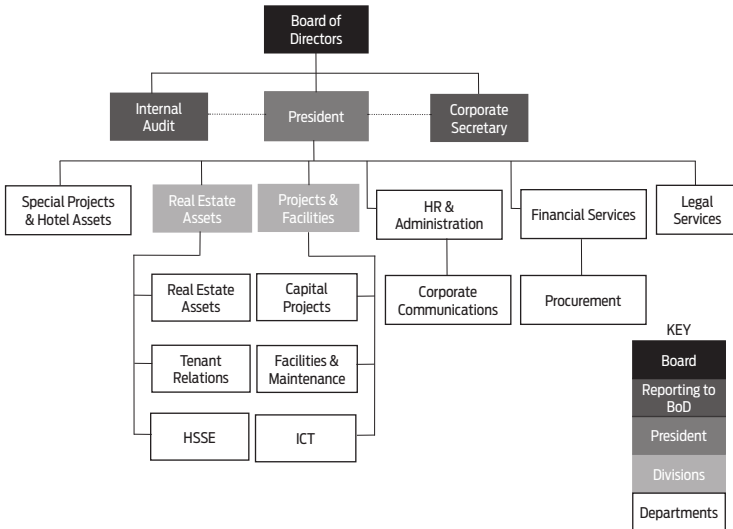 Board of
Directors
Internal
Audit
President
Corporate
Secretary
Special Projects
& Hotel Assets
Real Estate
Assets
Projects &
Facilities
HR &
Administration
Financial Services
Legal
Services
Real Estate
Assets
Capital
Projects
Corporate
Communications
Procurement
Tenant
Relations
Facilities &
Maintenance
HSSE
ICT
KEY
Board
Reporting to
BoD
President
Divisions
Departments